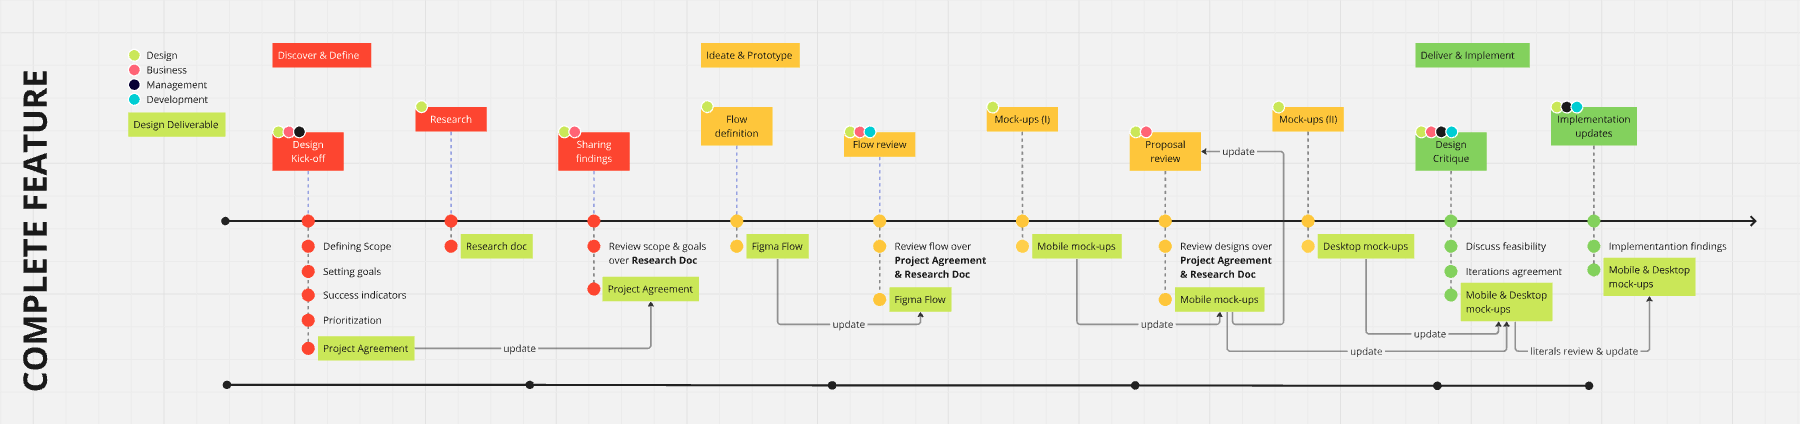 COMPLETE FEATURE
Design
Business
Management
Development
Design Deliverable
Discover & Define
Ideate & Prototype
Deliver & Implement
Design
Kick-off
Research
Sharing
findings
Flow
definition
Flow review
Mock-ups (I)
Proposal
review
Mock-ups (II)
Design
Critique
Implementation
updates
update
Defining Scope
Setting goals
Success indicators
Prioritization
Project Agreement
update
Research doc
Review scope & goals
over Research Doc
Project Agreement
Figma Flow
update
Review flow over
Project Agreement
& Research Doc
Figma Flow
Mobile mock-ups
update
Review designs over
Project Agreement
& Research Doc
Mobile mock-ups
update
Desktop mock-ups
update
Discuss feasibility
Iterations agreement
Mobile & Desktop
mock-ups
literals review & update
Implementantion findings
Mobile & Desktop
mock-ups